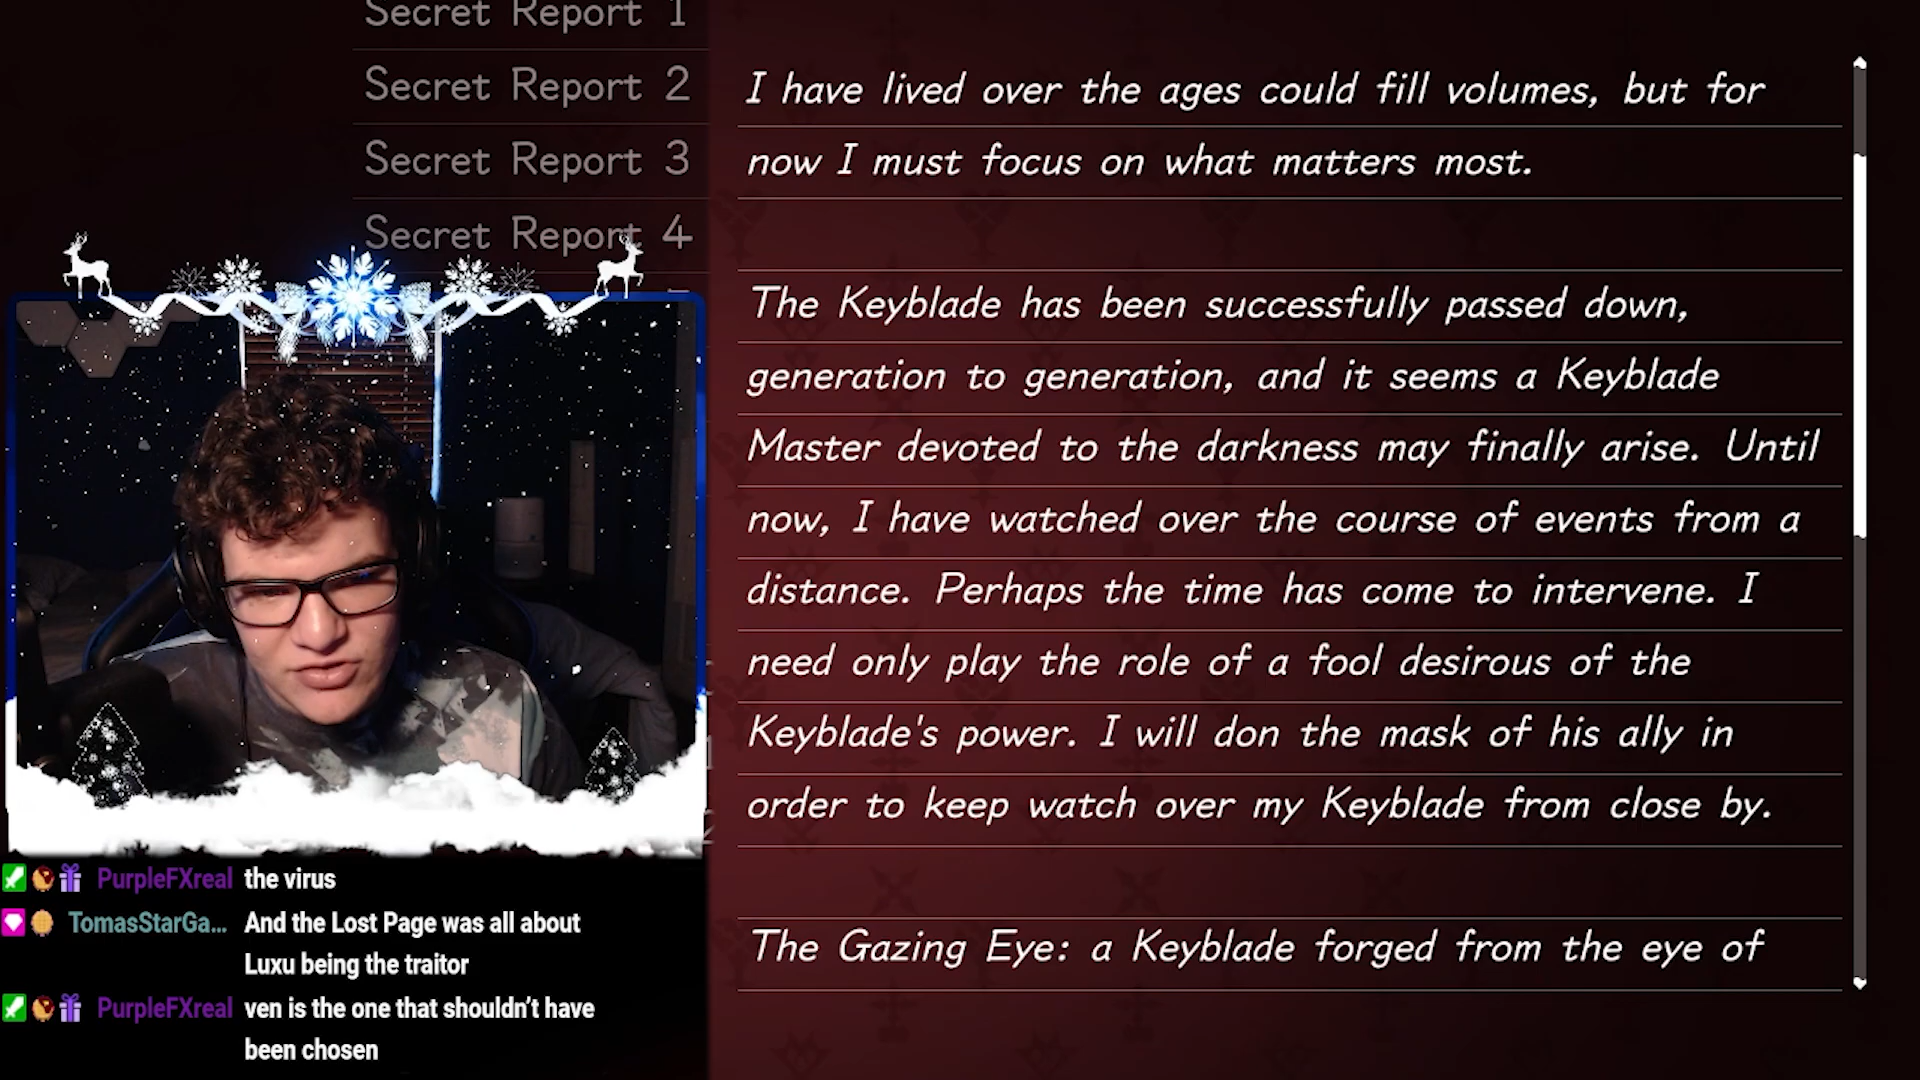 Secret Report 1
Secret Report 2
Secret Report 3
Secret Report 4
I have lived over the ages could fill volumes, but for
now I must focus on what matters most.
The Keyblade has been successfully passed down,
generation to generation, and it seems a Keyblade
Master devoted to the darkness may finally arise. Until
now, I have watched over the course of events from a
distance. Perhaps the time has come to intervene. I
need only play the role of a fool desirous of the
Keyblade's power. I will don the mask of his ally in
order to keep watch over my Keyblade from close by.
The Gazing Eye: a Keyblade forged from the eye of
PurpleFXreal the virus
TomasStarGa... And the Lost Page was all about
Luxu being the traitor
PurpleFXreal ven is the one that shouldn't have
been chosen